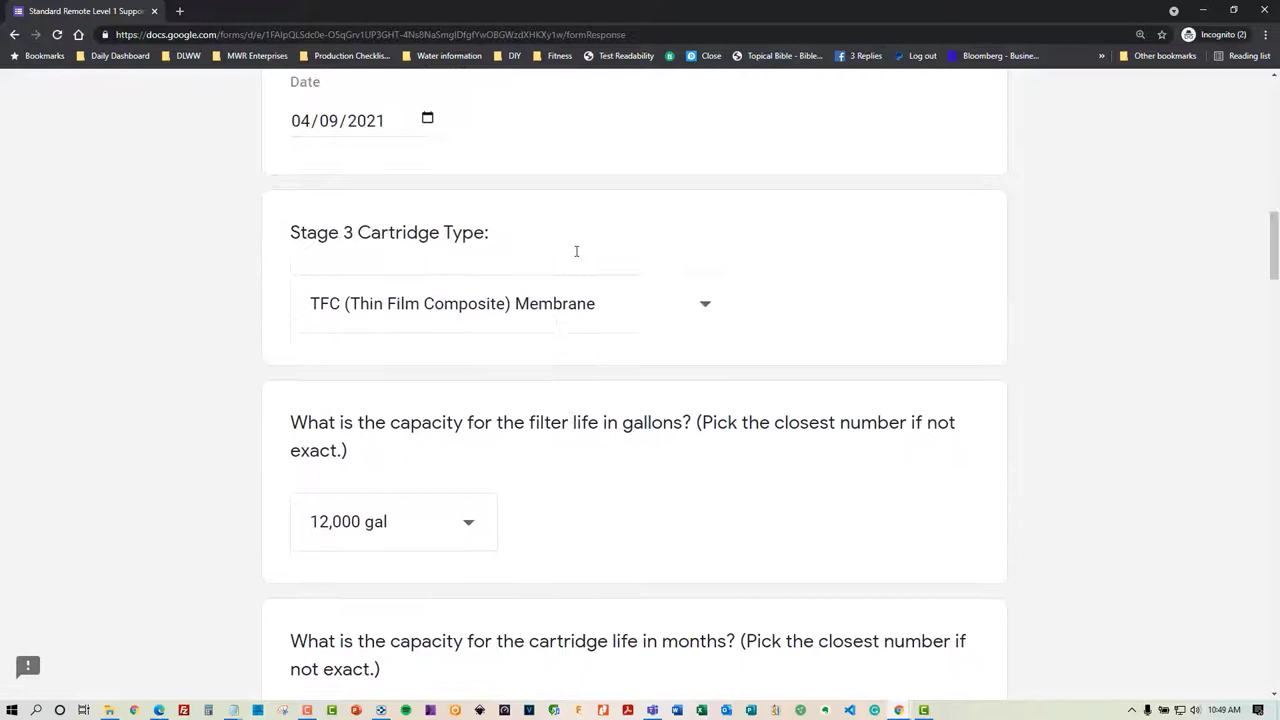 Standard Remote Level 1 Suppo
https://docs.google.com/forms/d/e/1FAIpQLSdc0e-O5qGrv1UP3GHT-4Ns8NaSmgIDfgfYwOBGWzdXHKXy1w/formResponse
Incognito (2)
Bookmarks Daily Dashboard DLWW MWR Enterprises Production Checklis... Water information DIY Fitness Test Readability Close Topical Bible - Bible... 3 Replies Log out Bloomberg - Busine... » Other bookmarks Reading list
Date
04/09/2021
Stage 3 Cartridge Type:
TFC (Thin Film Composite) Membrane
What is the capacity for the filter life in gallons? (Pick the closest number if not
exact.)
12,000 gal
What is the capacity for the cartridge life in months? (Pick the closest number if
not exact.)
10:49 AM